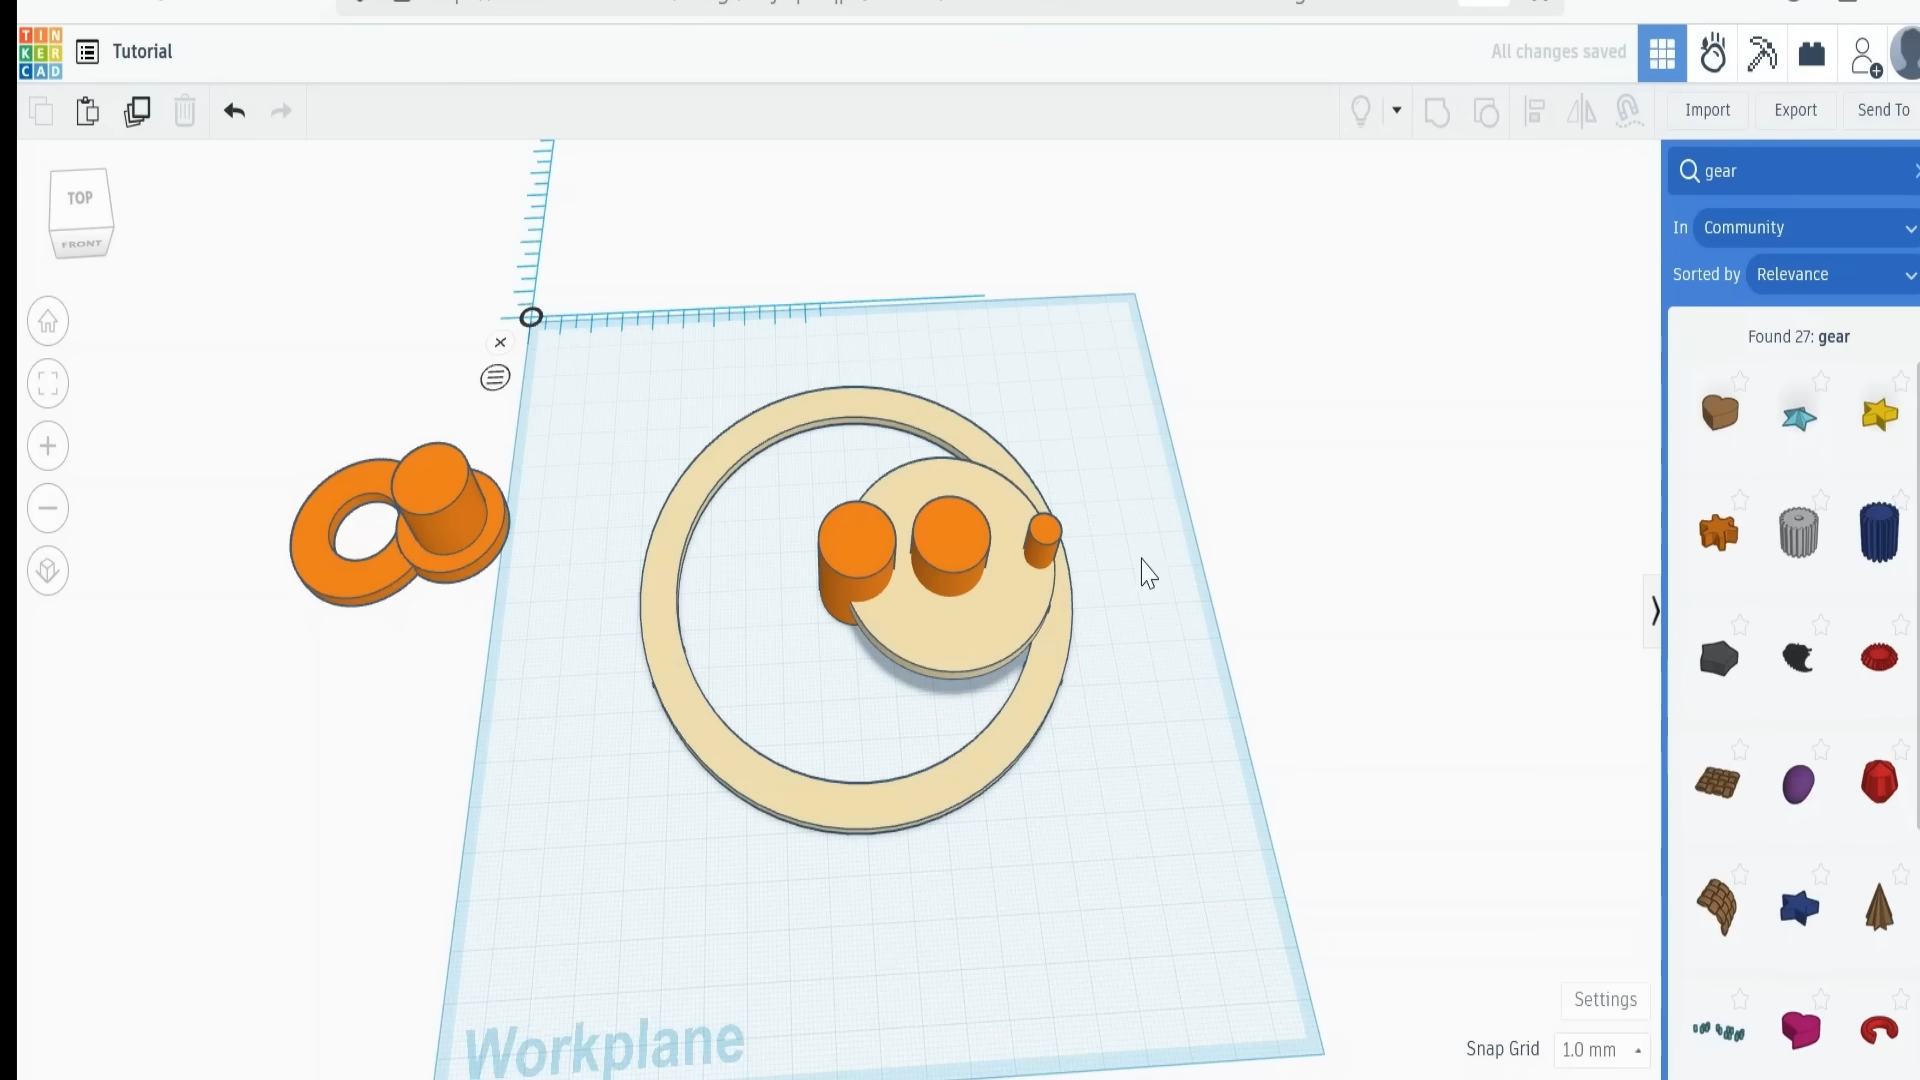 TIN
KER
CAD
Tutorial
All changes saved
Import
Export
Send To
TOP
FRONT
gear
In
Community
Sorted by
Relevance
Found 27: gear
Workplane
Settings
Snap Grid
1.0 mm